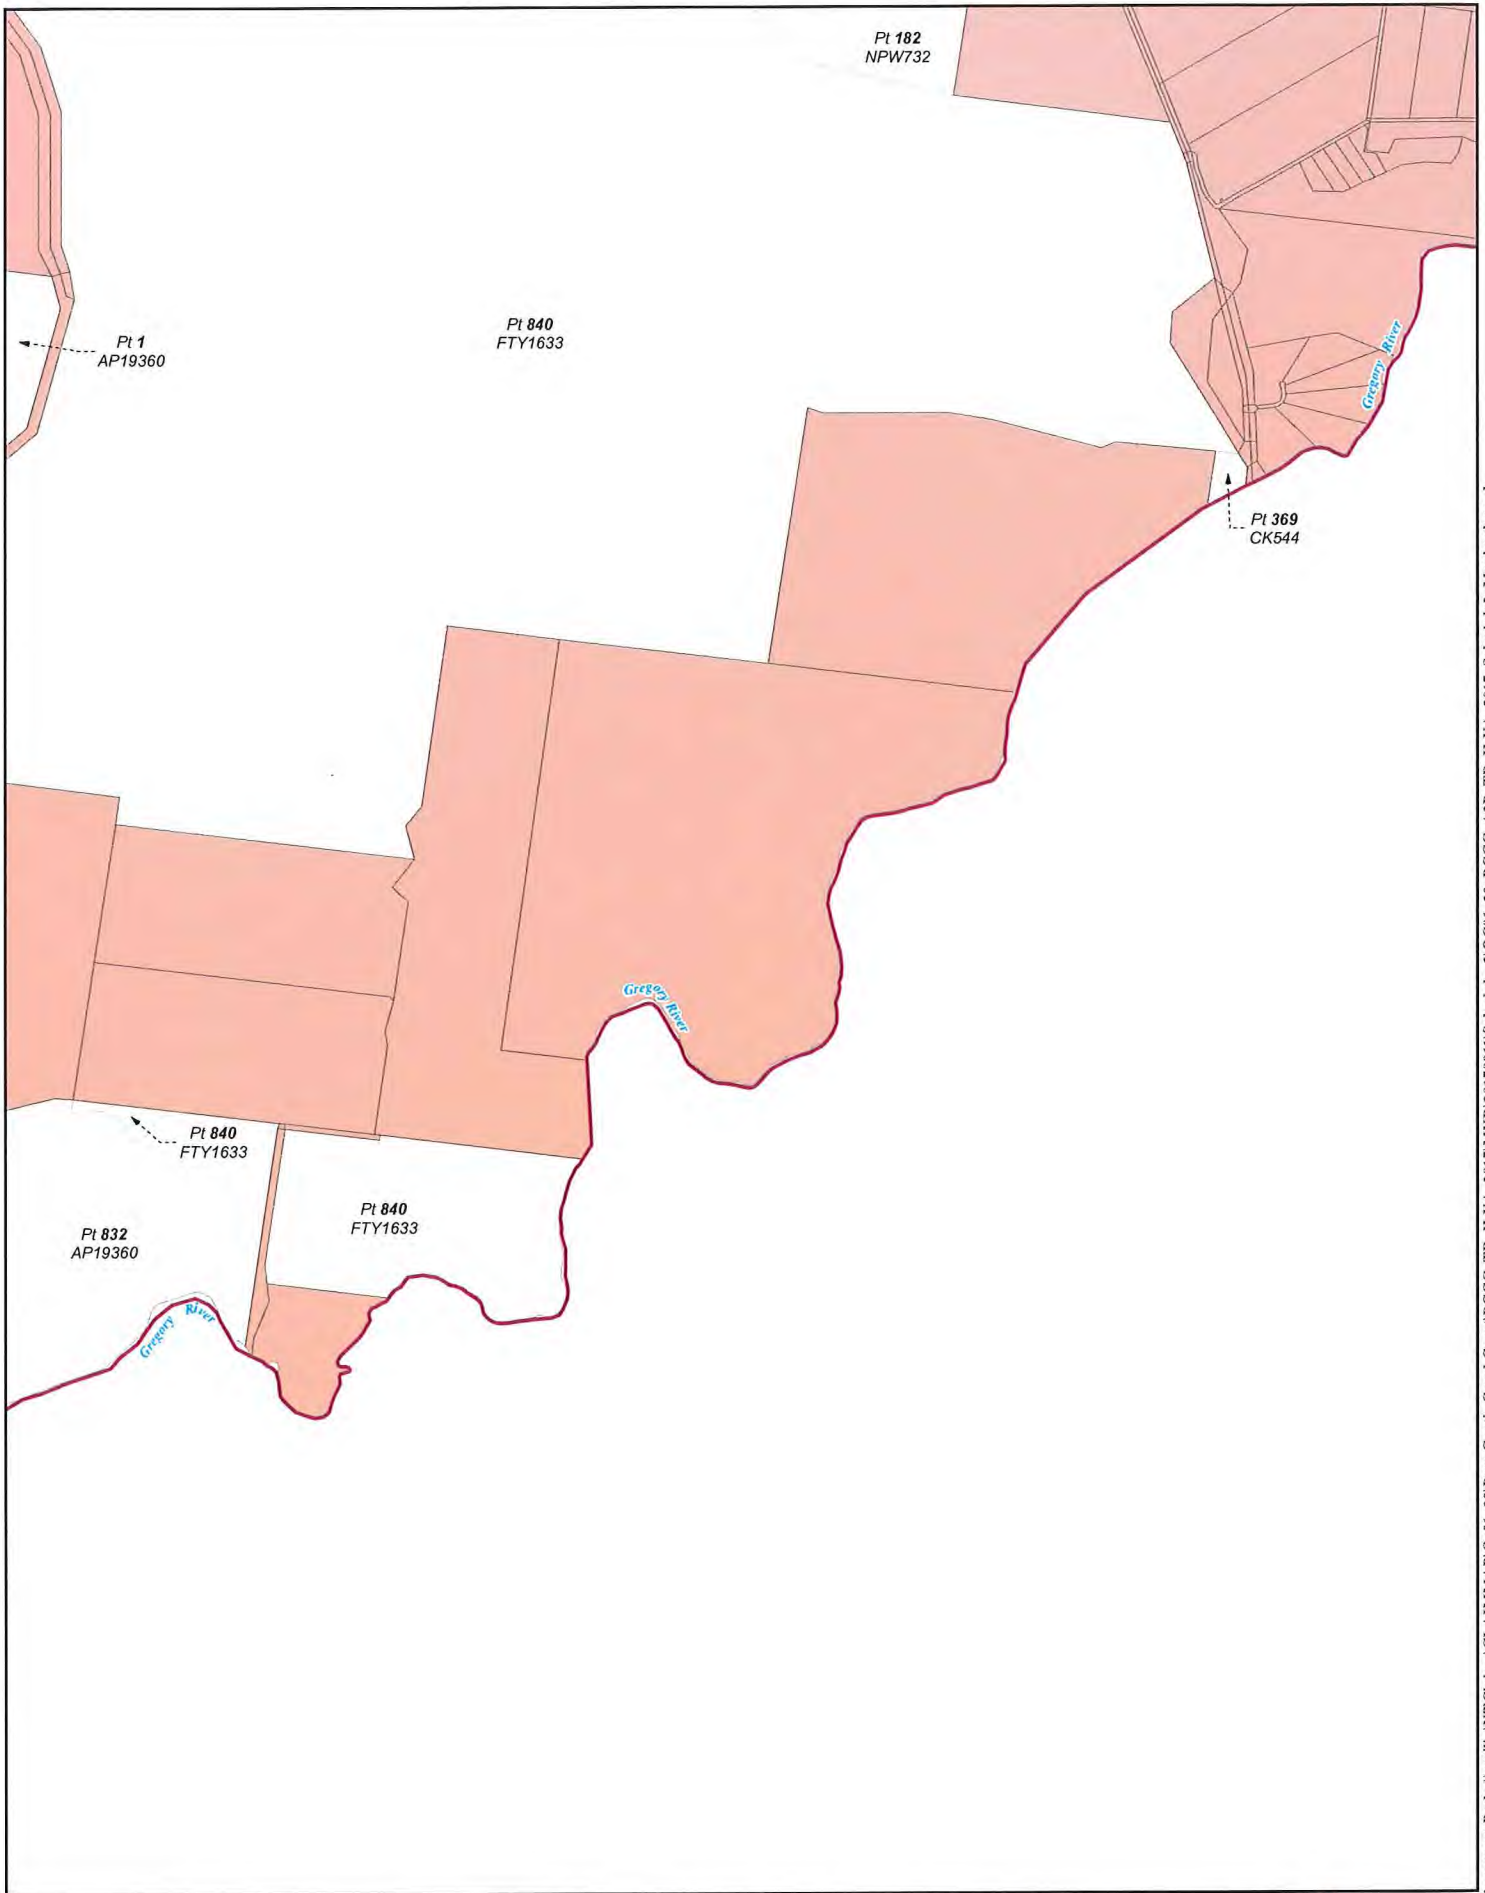 Pt 182
NPW732
Pt 840
FTY1633
Pt 1
AP19360
Gregory River
Pt 369
CK544
Gregory River
Pt 840
FTY1633
Pt 840
FTY1633
Pt 832
AP19360
Gregory River